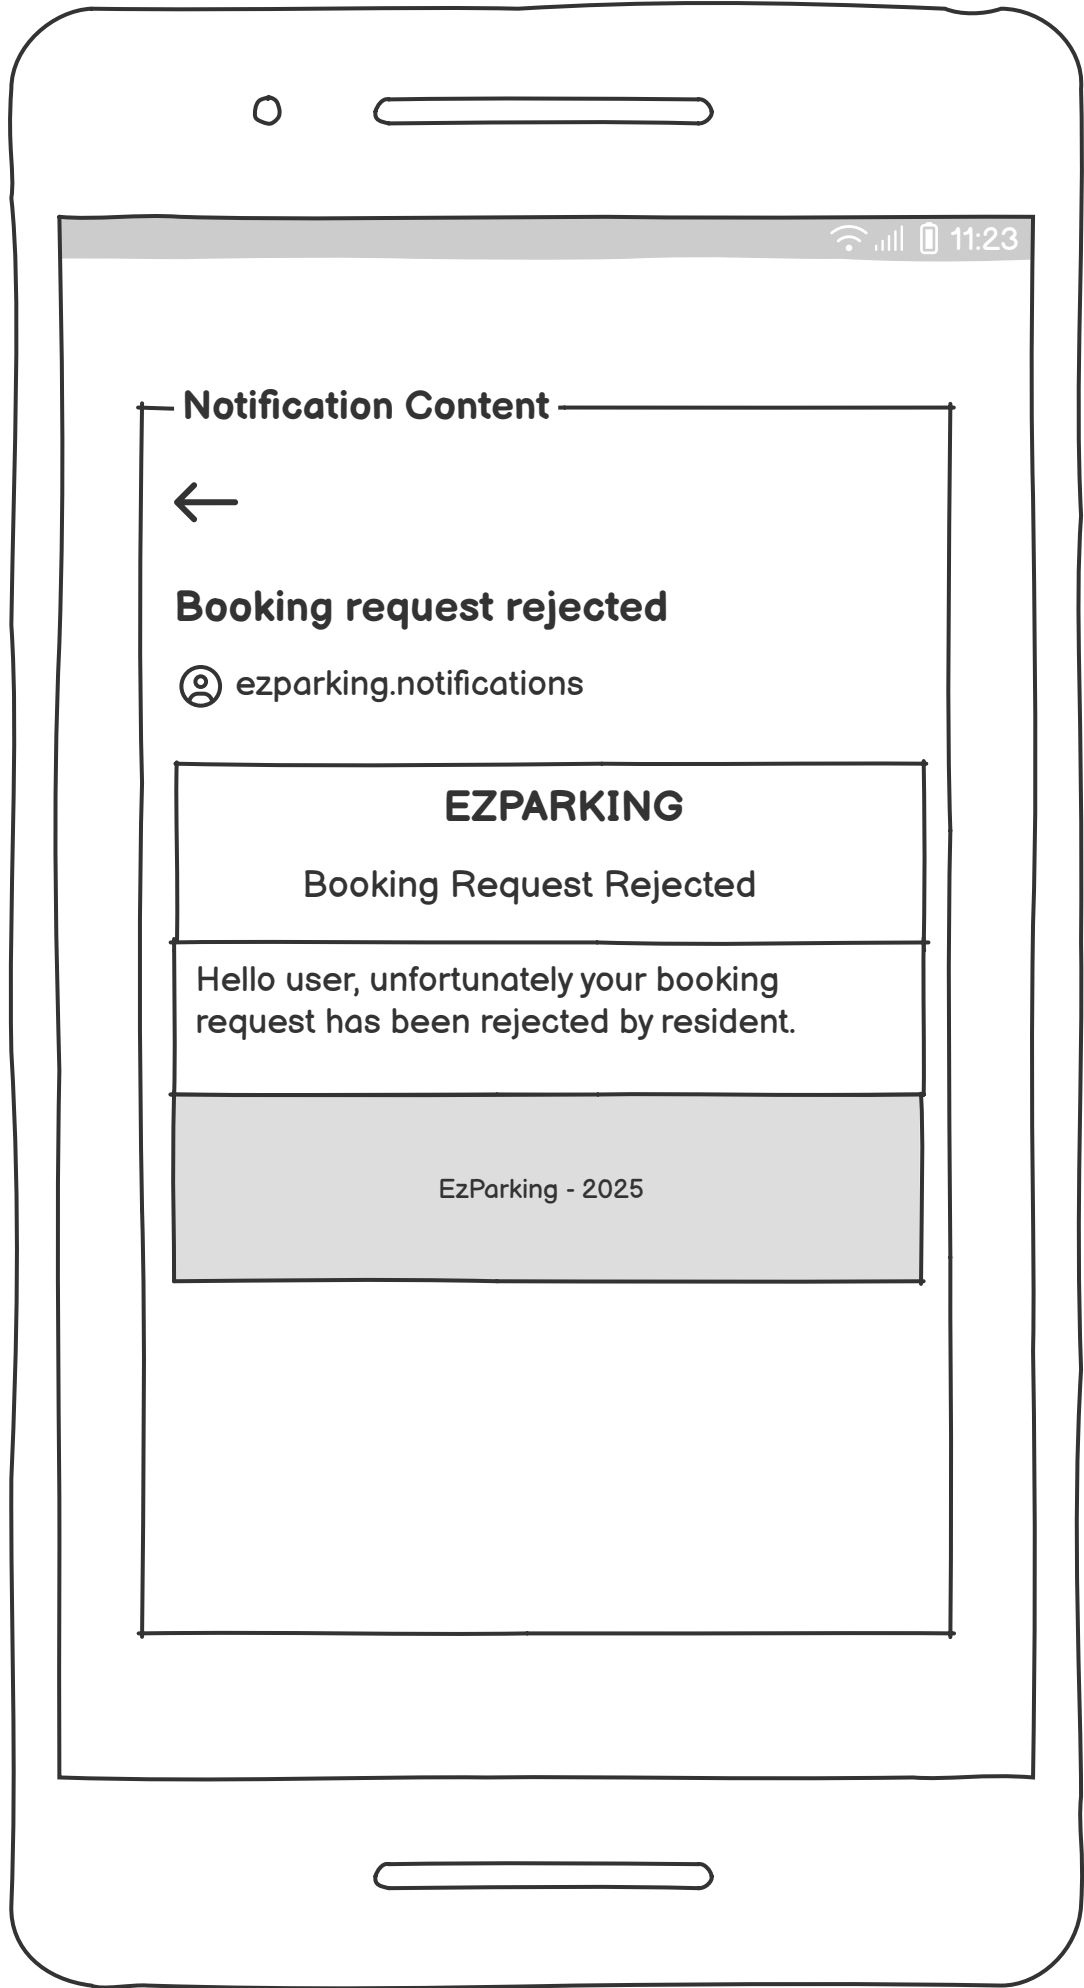 11:23
Notification Content
Booking request rejected
ezparking.notifications
EZPARKING
Booking Request Rejected
Hello user, unfortunately your booking
request has been rejected by resident.
EzParking - 2025